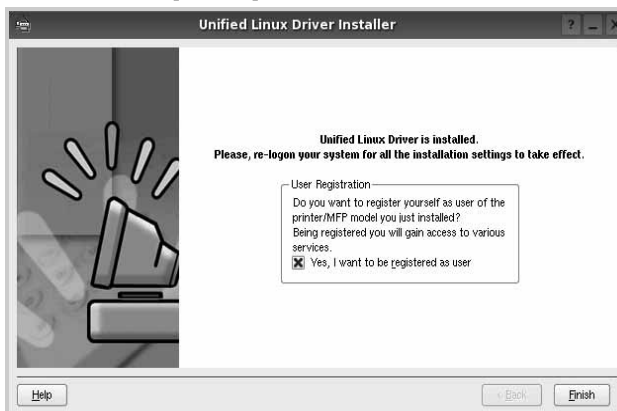 Unified Linux Driver Installer
Unified Linux Driver is installed.
Please, re-logon your system for all the installation settings to take effect.
User Registration
Do you want to register yourself as user of the
printer/MFP model you just installed?
Being registered you will gain access to various
services.
Yes, I want to be registered as user
Help
< Back
Finish